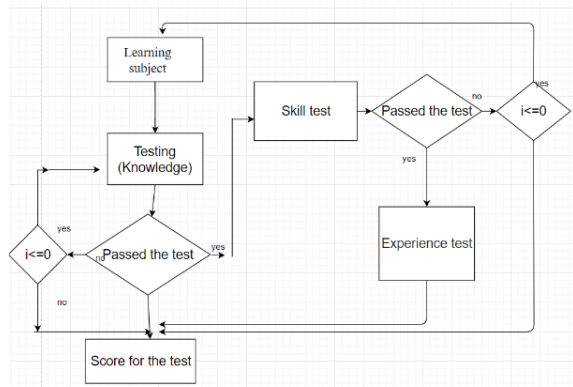 Learning
subject
Testing
(Knowledge)
Skill test
Passed the test
no
yes
i<=0
yes
Experience test
yes
i<=0
yes
no
no
Passed the test
Score for the test